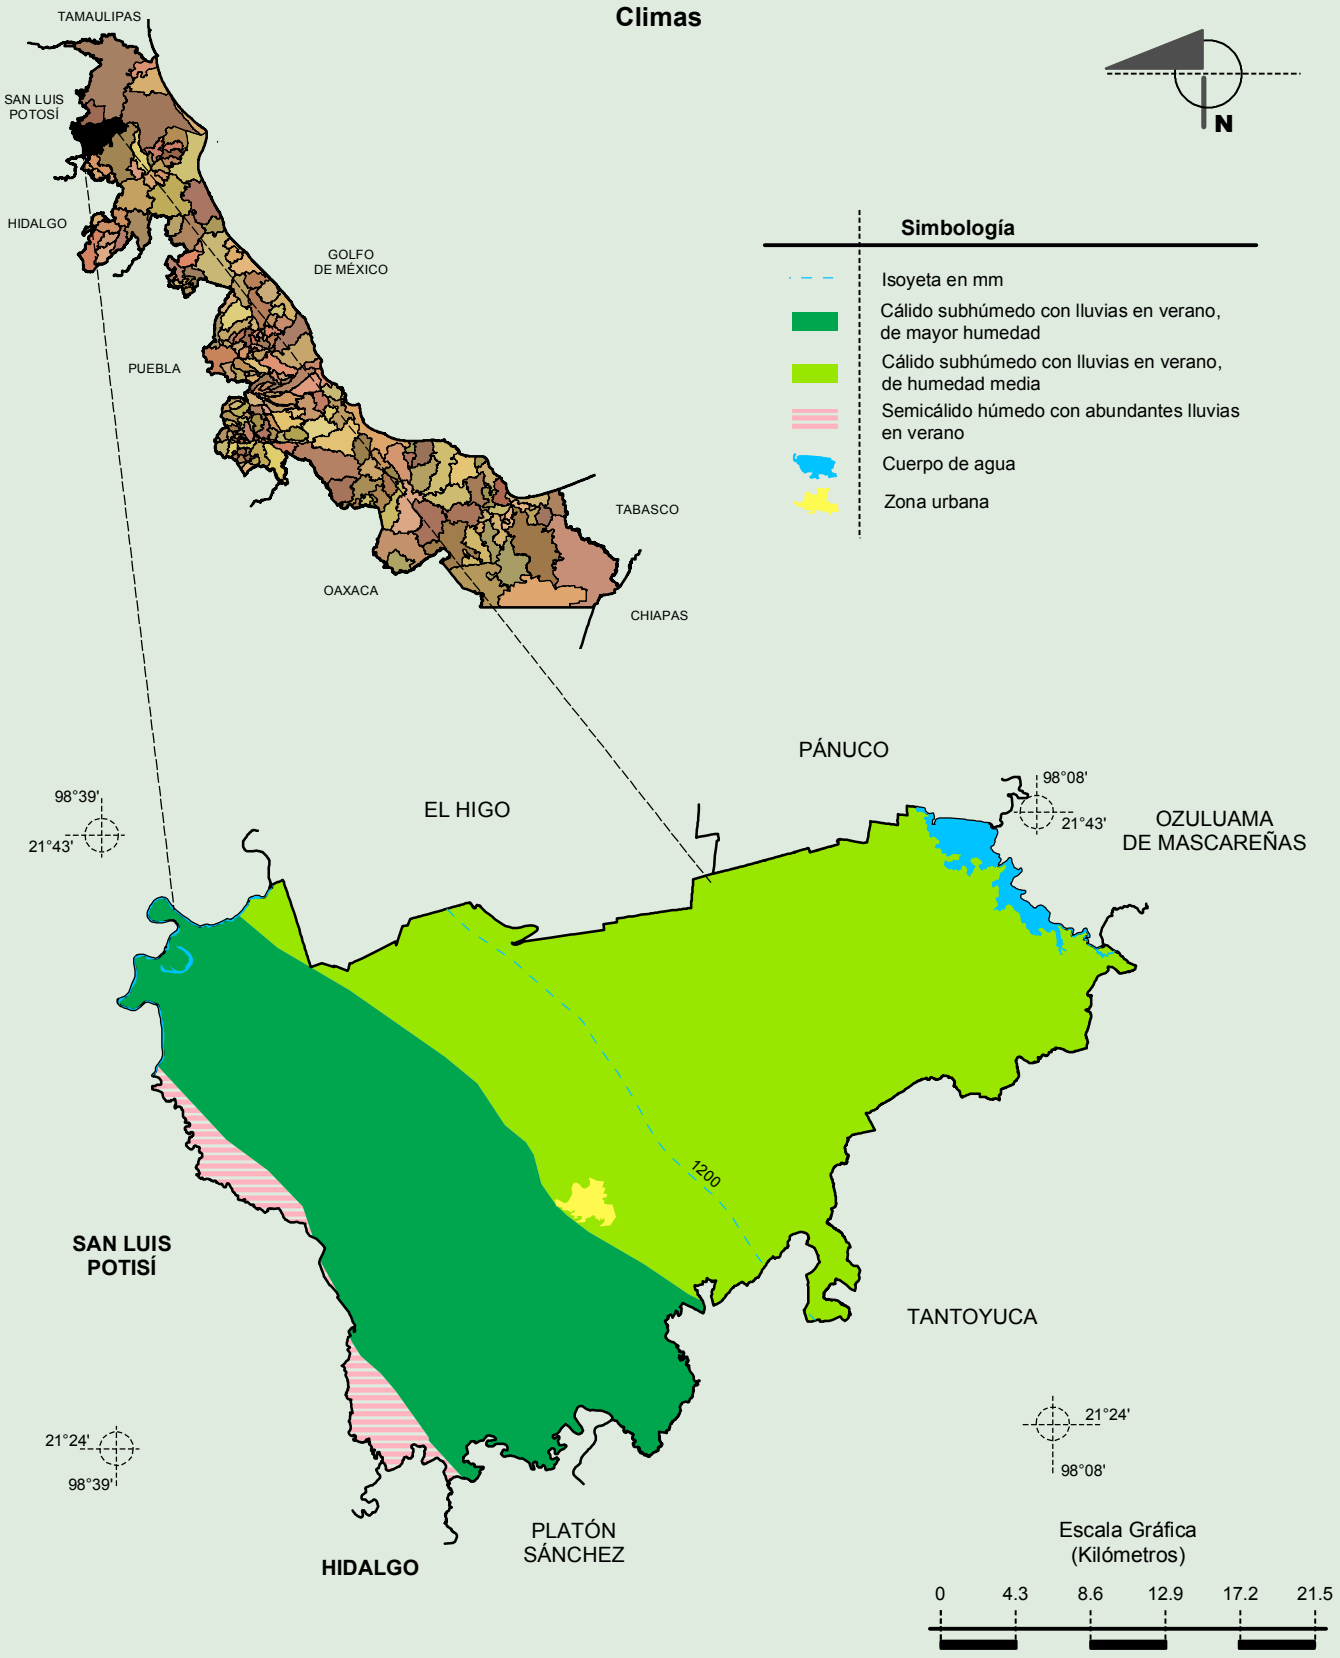 Climas
TAMAULIPAS
SAN LUIS
POTOSÍ
HIDALGO
GOLFO
DE MÉXICO
PUEBLA
OAXACA
TABASCO
CHIAPAS
N
Simbología
Isoyeta en mm
Cálido subhúmedo con lluvias en verano,
de mayor humedad
Cálido subhúmedo con lluvias en verano,
de humedad media
Semicálido húmedo con abundantes lluvias
en verano
Cuerpo de agua
Zona urbana
PÁNUCO
EL HIGO
98°39'
21°43'
98°08'
21°43'
OZULUAMA
DE MASCAREÑAS
1200
SAN LUIS
POTISÍ
TANTOYUCA
21°24'
98°39'
21°24'
98°08'
PLATÓN
SÁNCHEZ
HIDALGO
Escala Gráfica
(Kilómetros)
0 4.3 8.6 12.9 17.2 21.5